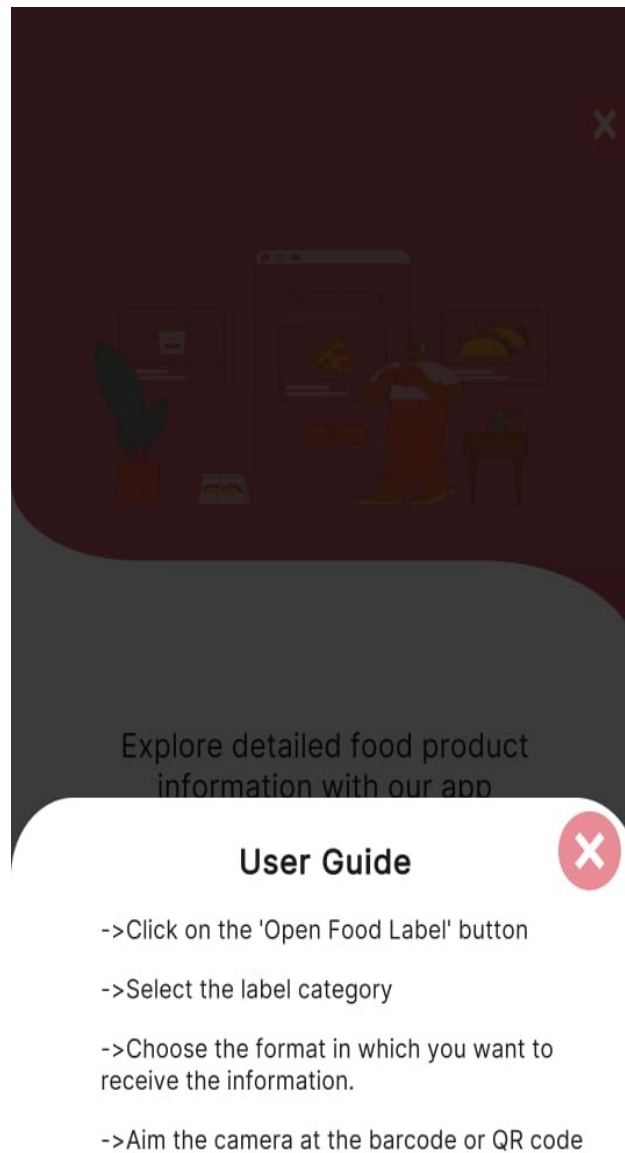 Explore detailed food product
information with our app
User Guide
->Click on the 'Open Food Label' button
->Select the label category
->Choose the format in which you want to
receive the information.
->Aim the camera at the barcode or QR code